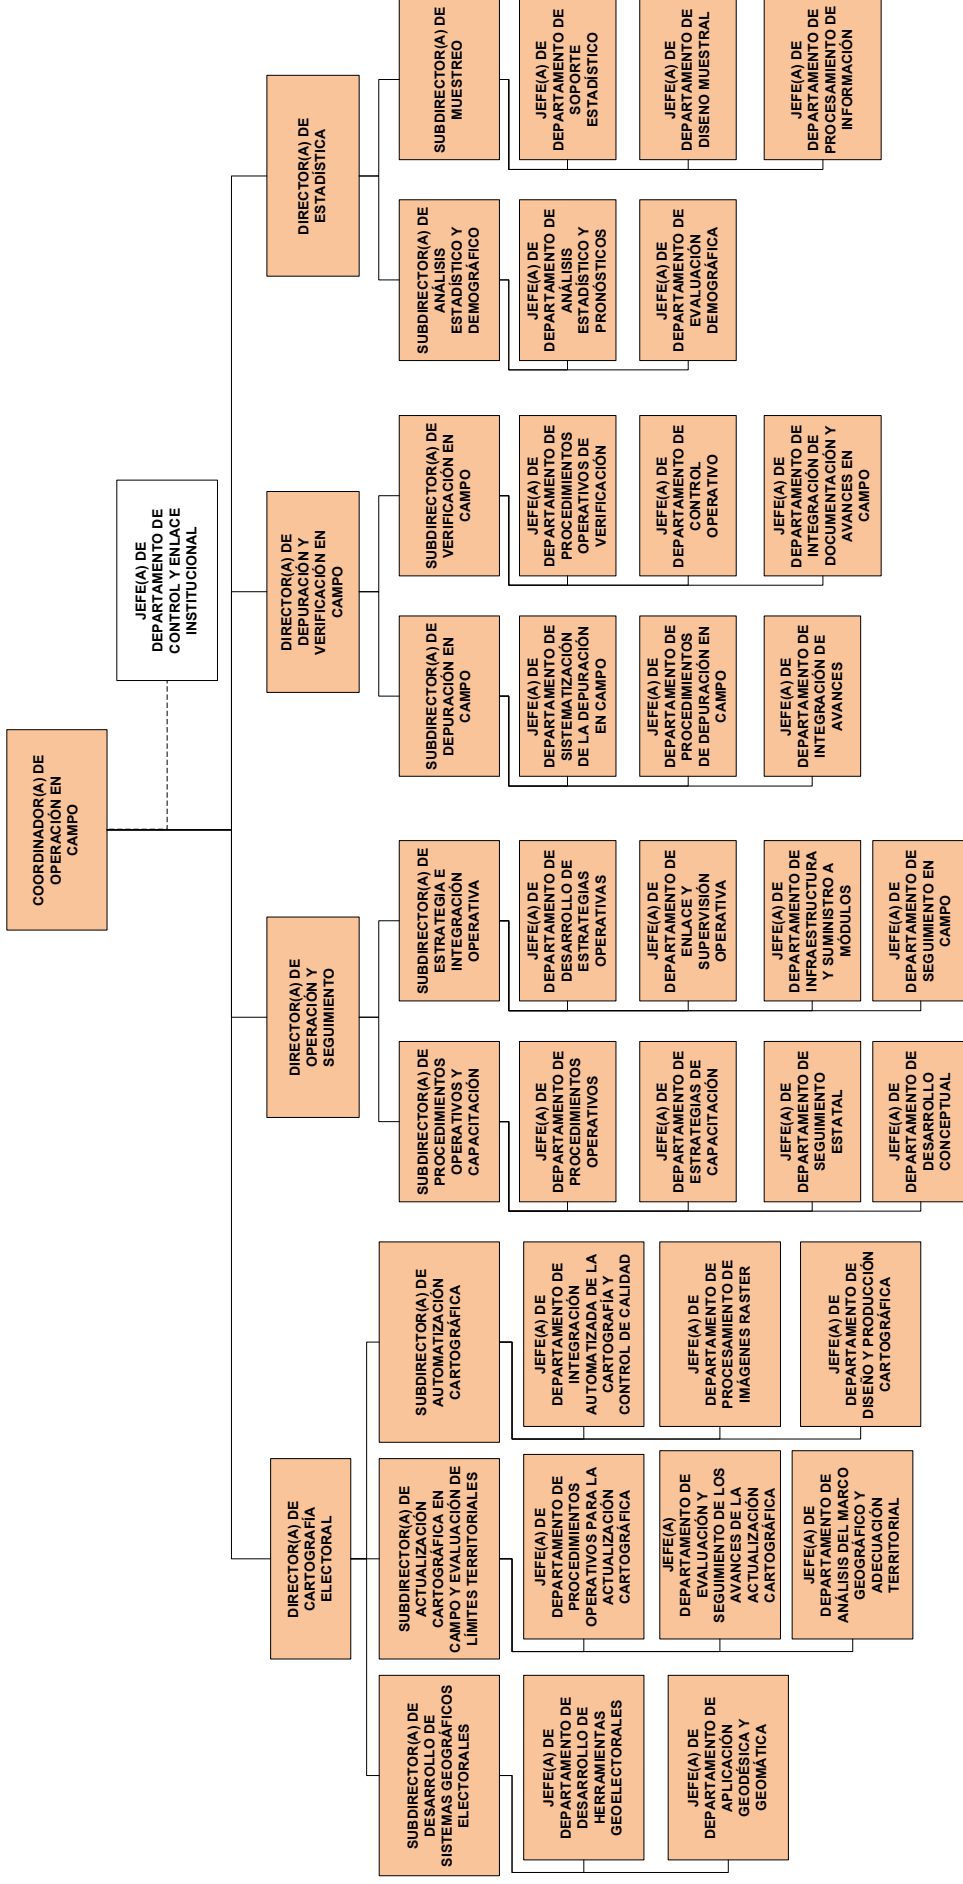 COORDINADOR(A) DE
OPERACIÓN EN
CAMPO
JEFE(A) DE
DEPARTAMENTO DE
CONTROL Y ENLACE
INSTITUCIONAL
DIRECTOR(A) DE
CARTOGRAFÍA
ELECTORAL
DIRECTOR(A) DE
OPERACIÓN Y
SEGUIMIENTO
DIRECTOR(A) DE
DEPURACIÓN Y
VERIFICACIÓN EN
CAMPO
DIRECTOR(A) DE
ESTADÍSTICA
SUBDIRECTOR(A) DE
DESARROLLO DE
SISTEMAS GEOGRÁFICOS
ELECTORALES
SUBDIRECTOR(A) DE
ACTUALIZACIÓN
CARTOGRÁFICA EN
CAMPO Y EVALUACIÓN DE
LÍMITES TERRITORIALES
SUBDIRECTOR(A) DE
AUTOMATIZACIÓN
CARTOGRÁFICA
SUBDIRECTOR(A) DE
PROCEDIMIENTOS
OPERATIVOS Y
CAPACITACIÓN
SUBDIRECTOR(A) DE
ESTRATEGIA E
INTEGRACIÓN
OPERATIVA
SUBDIRECTOR(A) DE
DEPURACIÓN EN
CAMPO
SUBDIRECTOR(A) DE
VERIFICACIÓN EN
CAMPO
SUBDIRECTOR(A) DE
ANÁLISIS
ESTADÍSTICO Y
DEMOGRÁFICO
SUBDIRECTOR(A) DE
MUESTREO
JEFE(A) DE
DEPARTAMENTO DE
DESARROLLO DE
HERRAMIENTAS
GEOELECTORALES
JEFE(A) DE
DEPARTAMENTO DE
PROCEDIMIENTOS
OPERATIVOS PARA LA
ACTUALIZACIÓN
CARTOGRÁFICA
JEFE(A) DE
DEPARTAMENTO DE
INTEGRACIÓN
AUTOMATIZADA DE LA
CARTOGRAFÍA Y
CONTROL DE CALIDAD
JEFE(A) DE
DEPARTAMENTO DE
PROCEDIMIENTOS
OPERATIVOS
JEFE(A) DE
DEPARTAMENTO DE
DESARROLLO DE
ESTRATEGIAS
OPERATIVAS
JEFE(A) DE
DEPARTAMENTO DE
SISTEMATIZACIÓN
DE LA DEPURACIÓN
EN CAMPO
JEFE(A) DE
DEPARTAMENTO DE
PROCEDIMIENTOS
OPERATIVOS DE
VERIFICACIÓN
JEFE(A) DE
DEPARTAMENTO DE
ANÁLISIS
ESTADÍSTICO Y
PRONÓSTICOS
JEFE(A) DE
DEPARTAMENTO DE
SOPORTE
ESTADÍSTICO
JEFE(A) DE
DEPARTAMENTO DE
APLICACIÓN
GEODÉSICA Y
GEOMÁTICA
JEFE(A)
DEPARTAMENTO DE
EVALUACIÓN Y
SEGUIMIENTO DE LOS
AVANCES DE LA
ACTUALIZACIÓN
CARTOGRÁFICA
JEFE(A) DE
DEPARTAMENTO DE
PROCESAMIENTO DE
IMÁGENES RASTER
JEFE(A) DE
DEPARTAMENTO DE
ESTRATEGIAS DE
CAPACITACIÓN
JEFE(A) DE
DEPARTAMENTO DE
ENLACE Y
SUPERVISIÓN
OPERATIVA
JEFE(A) DE
DEPARTAMENTO DE
PROCEDIMIENTOS
DE DEPURACIÓN EN
CAMPO
JEFE(A) DE
DEPARTAMENTO DE
CONTROL
OPERATIVO
JEFE(A) DE
DEPARTAMENTO DE
EVALUACIÓN
DEMOGRÁFICA
JEFE(A) DE
DEPARTAMENTO DE
DISEÑO MUESTRAL
JEFE(A) DE
DEPARTAMENTO DE
ANÁLISIS DEL MARCO
GEOGRÁFICO Y
ADECUACIÓN
TERRITORIAL
JEFE(A) DE
DEPARTAMENTO DE
DISEÑO Y PRODUCCIÓN
CARTOGRÁFICA
JEFE(A) DE
DEPARTAMENTO DE
SEGUIMIENTO
ESTATAL
JEFE(A) DE
DEPARTAMENTO DE
INFRAESTRUCTURA
Y SUMINISTRO A
MÓDULOS
JEFE(A) DE
DEPARTAMENTO DE
INTEGRACIÓN DE
AVANCES
JEFE(A) DE
DEPARTAMENTO DE
INTEGRACIÓN DE
DOCUMENTACIÓN Y
AVANCES EN
CAMPO
JEFE(A) DE
DEPARTAMENTO DE
PROCESAMIENTO DE
INFORMACIÓN
JEFE(A) DE
DEPARTAMENTO DE
DESARROLLO
CONCEPTUAL
JEFE(A) DE
DEPARTAMENTO DE
SEGUIMIENTO EN
CAMPO